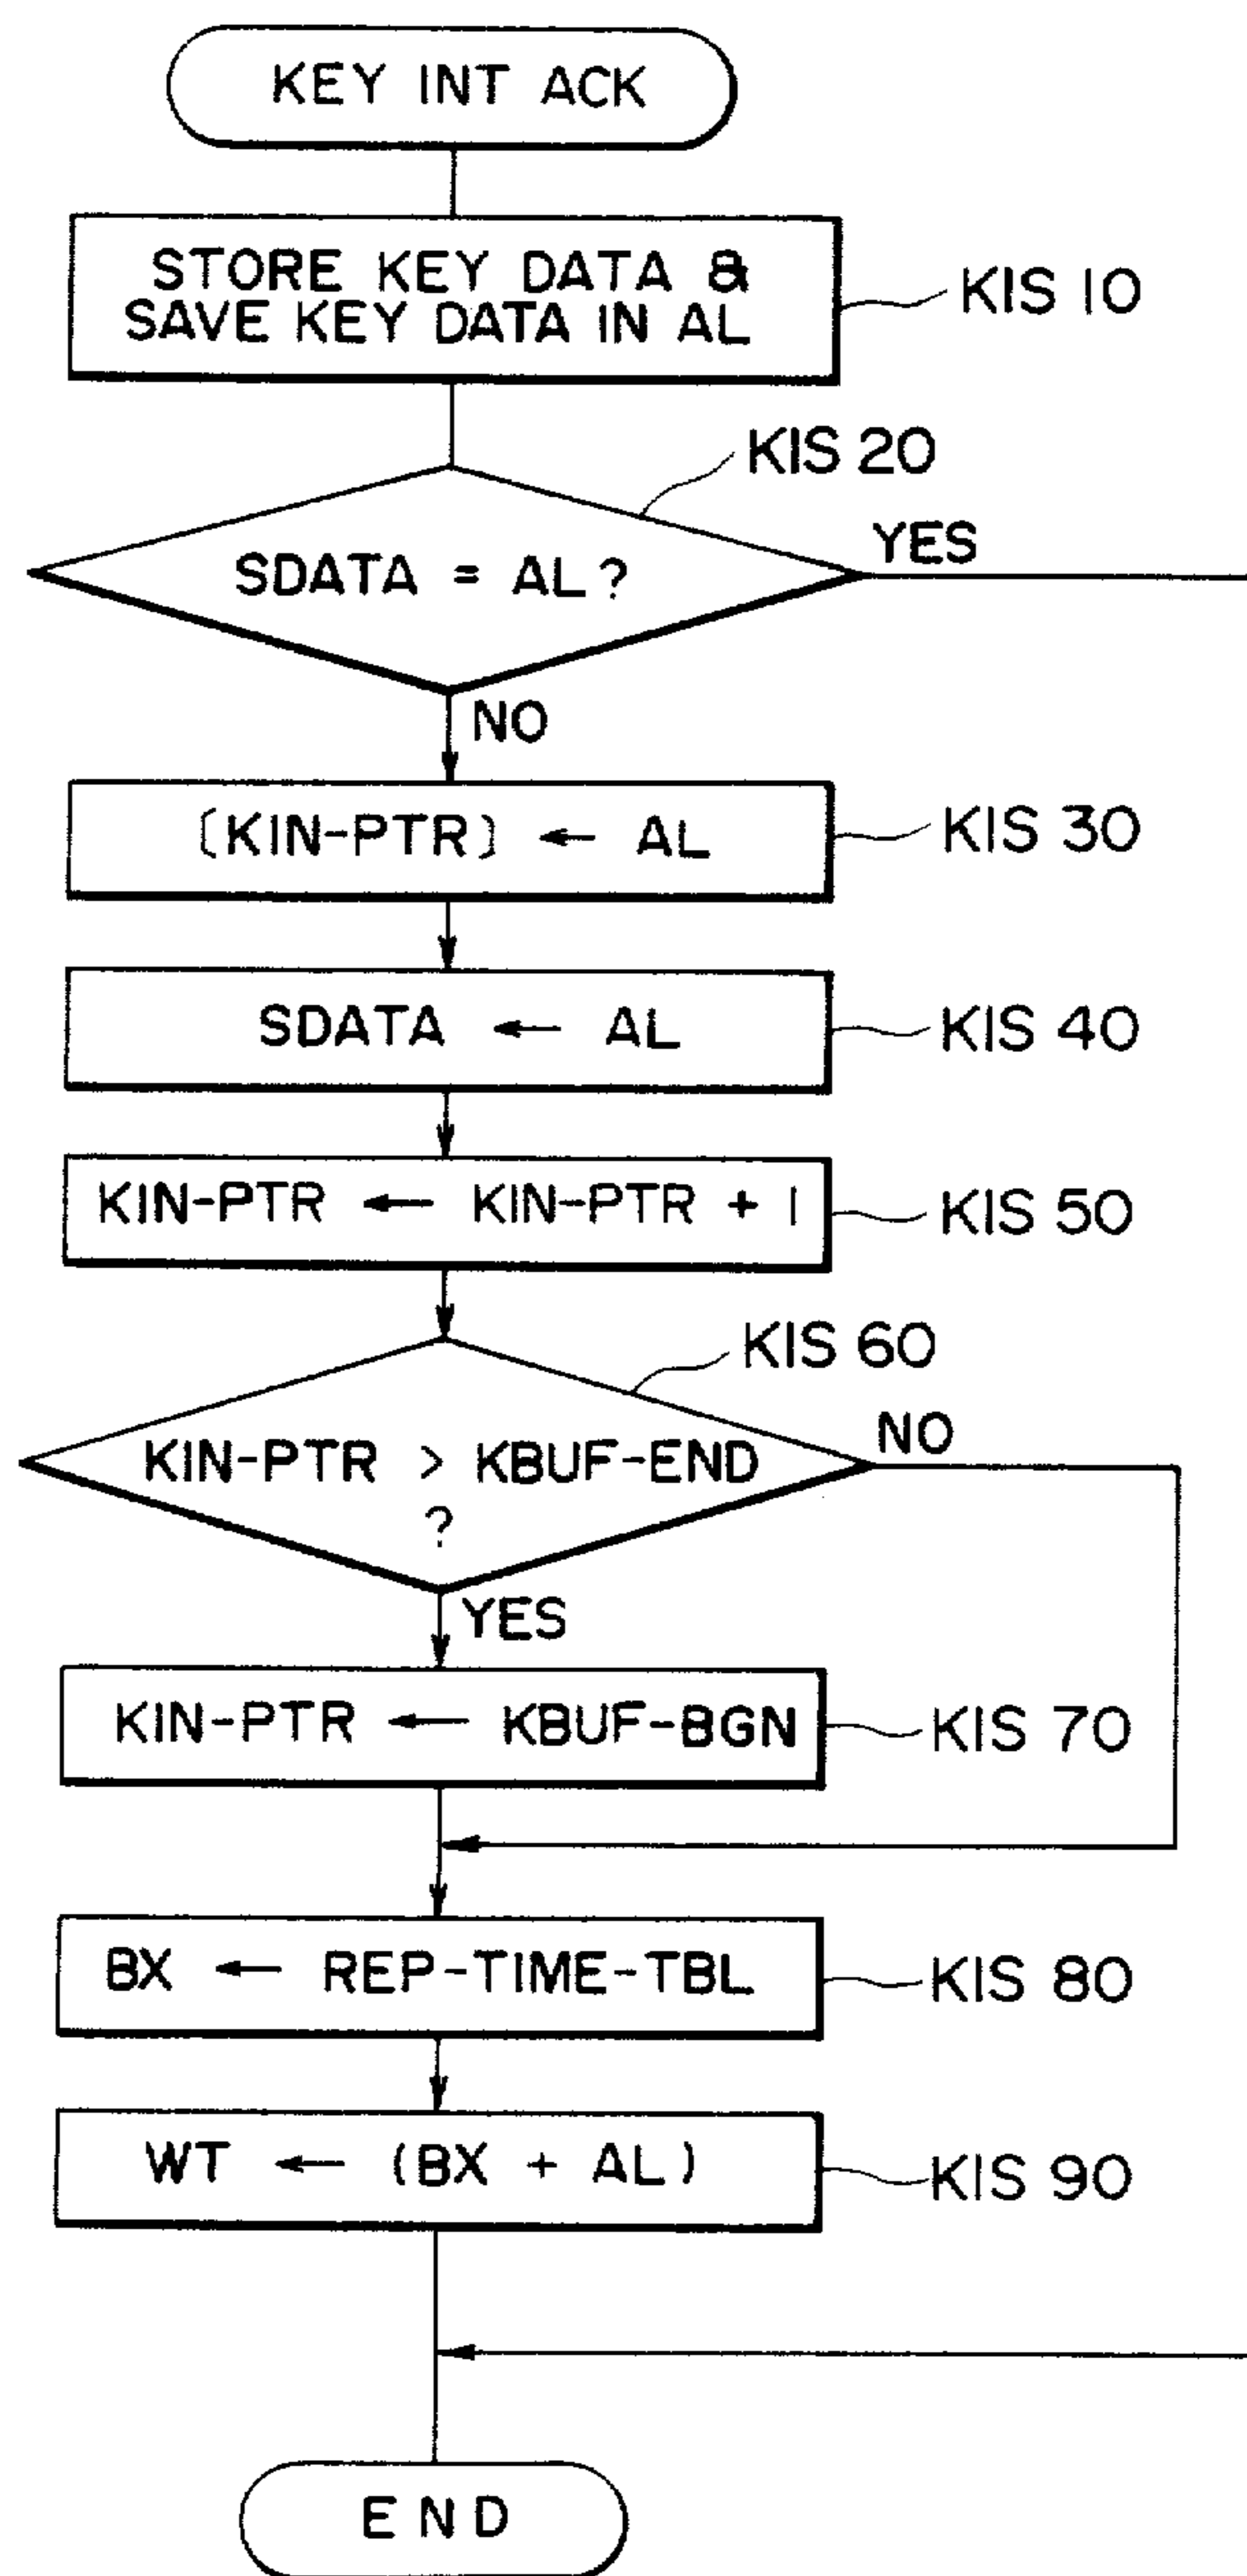 KEY INT ACK
STORE KEY DATA &
SAVE KEY DATA IN AL
KIS 10
KIS 20
SDATA = AL?
YES
NO
(KIN-PTR) ← AL
KIS 30
SDATA ← AL
KIS 40
KIN-PTR ← KIN-PTR + 1
KIS 50
KIS 60
KIN-PTR > KBUF-END
?
NO
YES
KIN-PTR ← KBUF-BGN
KIS 70
BX ← REP-TIME-TBL
KIS 80
WT ← (BX + AL)
KIS 90
END